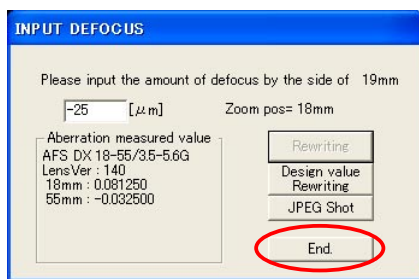 INPUT DEFOCUS
Please input the amount of defocus by the side of 19mm
-25 [μm] Zoom pos= 18mm
Aberration measured value
AFS DX 18-55/3.5-5.6G
LensVer : 140
18mm : 0.081250
55mm : -0.032500
Rewriting
Design value
Rewriting
JPEG Shot
End.